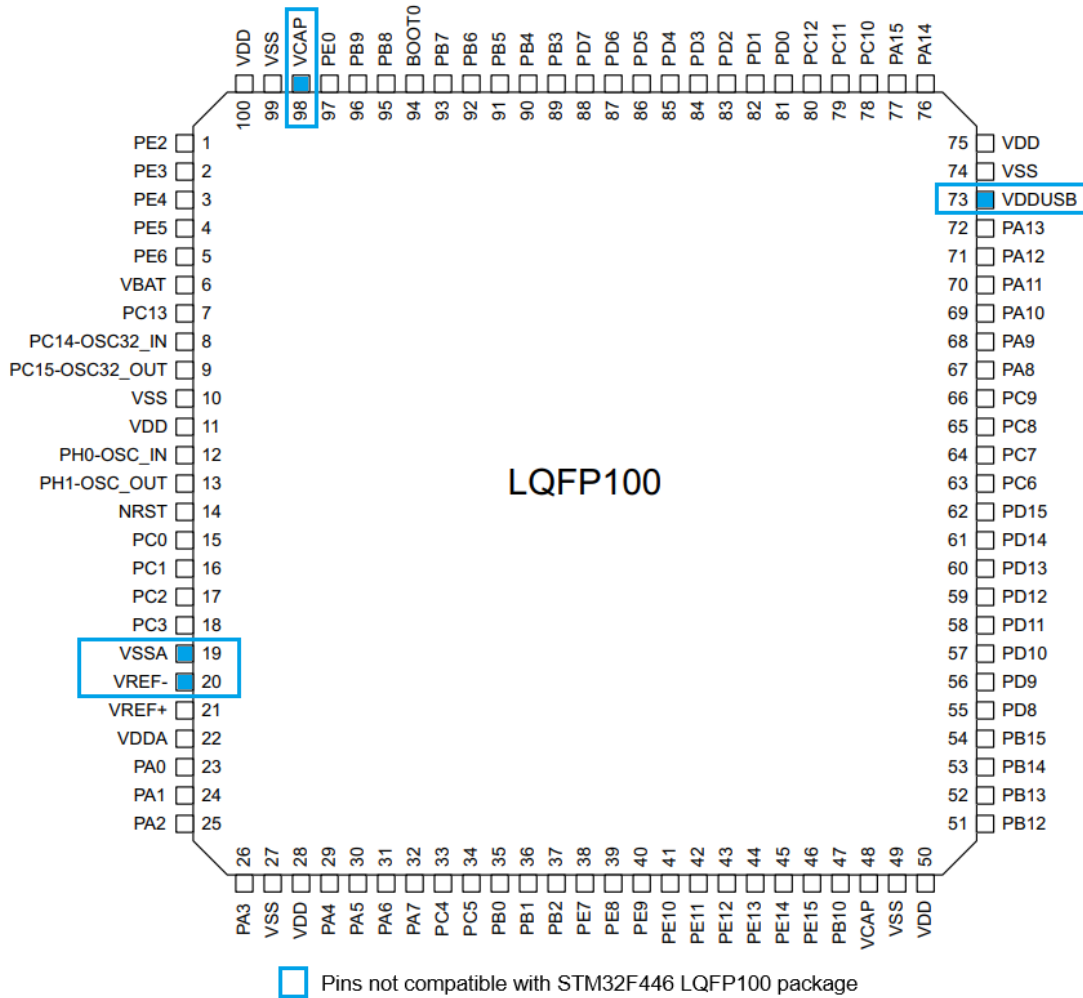 VDD
VSS
VCAP
PE0
PB9
PB8
BOOT0
PB7
PB6
PB5
PB4
PB3
PD7
PD6
PD5
PD4
PD3
PD2
PD1
PD0
PC12
PC11
PC10
PA15
PA14
100
99
98
97
96
95
94
93
92
91
90
89
88
87
86
85
84
83
82
81
80
79
78
77
76
PE2 1
PE3 2
PE4 3
PE5 4
PE6 5
VBAT 6
PC13 7
PC14-OSC32_IN 8
PC15-OSC32_OUT 9
VSS 10
VDD 11
PH0-OSC_IN 12
PH1-OSC_OUT 13
NRST 14
PC0 15
PC1 16
PC2 17
PC3 18
VSSA 19
VREF- 20
VREF+ 21
VDDA 22
PA0 23
PA1 24
PA2 25
LQFP100
75 VDD
74 VSS
73 VDDUSB
72 PA13
71 PA12
70 PA11
69 PA10
68 PA9
67 PA8
66 PC9
65 PC8
64 PC7
63 PC6
62 PD15
61 PD14
60 PD13
59 PD12
58 PD11
57 PD10
56 PD9
55 PD8
54 PB15
53 PB14
52 PB13
51 PB12
26
27
28
29
30
31
32
33
34
35
36
37
38
39
40
41
42
43
44
45
46
47
48
49
50
PA3
VSS
VDD
PA4
PA5
PA6
PA7
PC4
PC5
PB0
PB1
PB2
PE7
PE8
PE9
PE10
PE11
PE12
PE13
PE14
PE15
PB10
VCAP
VSS
VDD
Pins not compatible with STM32F446 LQFP100 package